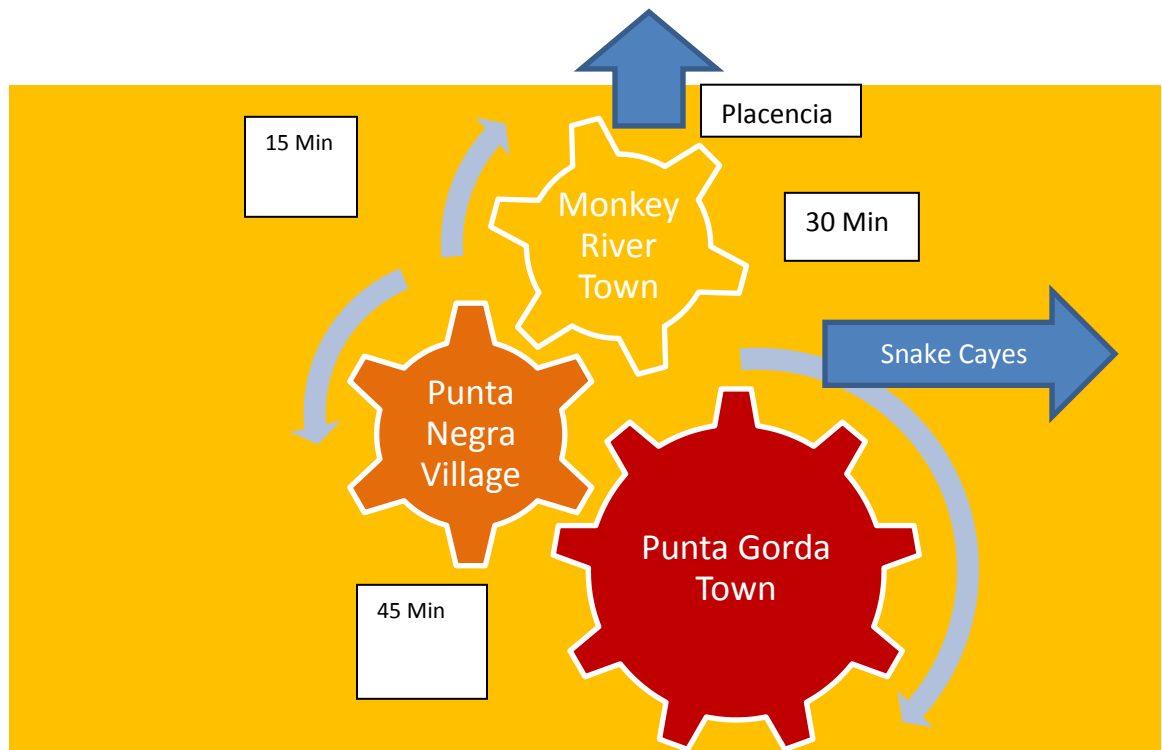 Placencia
15 Min
Monkey
River
Town
30 Min
Snake Cayes
Punta
Negra
Village
Punta Gorda
Town
45 Min